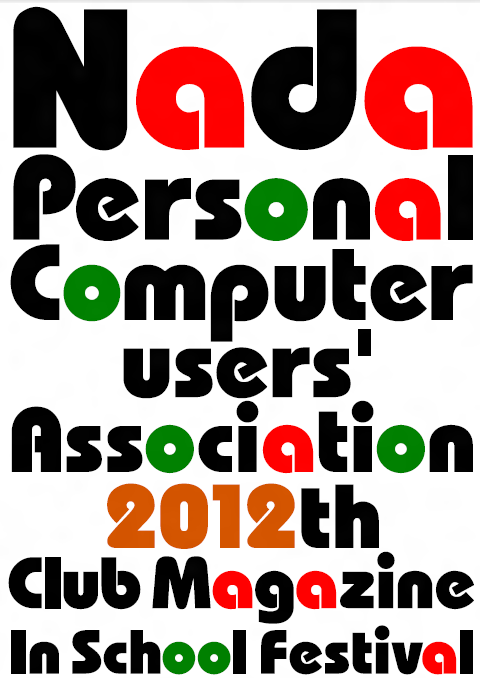 Nada
Personal
Computer
users'
Association
2012th
Club Magazine
In School Festival